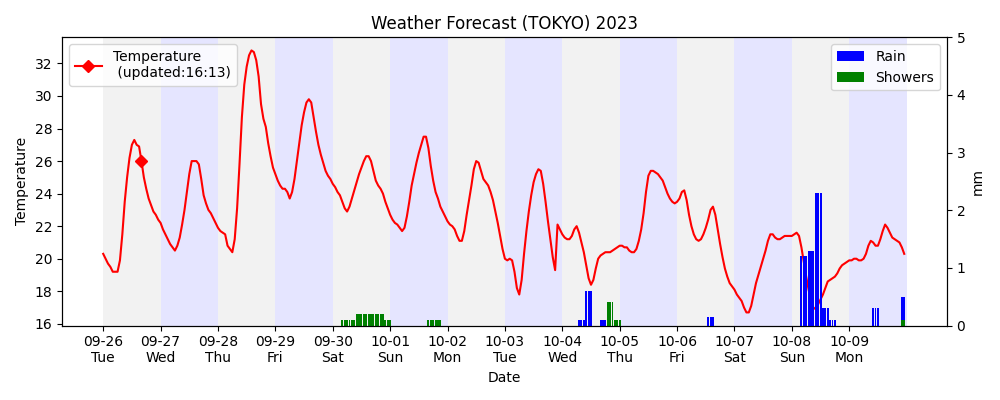 Weather Forecast (TOKYO) 2023
Temperature
(updated:16:13)
Rain
Showers
Temperature
32
30
28
26
24
22
20
18
16
5
4
3
2
1
0
mm
09-26 09-27 09-28 09-29 09-30 10-01 10-02 10-03 10-04 10-05 10-06 10-07 10-08 10-09
Tue Wed Thu Fri Sat Sun Mon Tue Wed Thu Fri Sat Sun Mon
Date